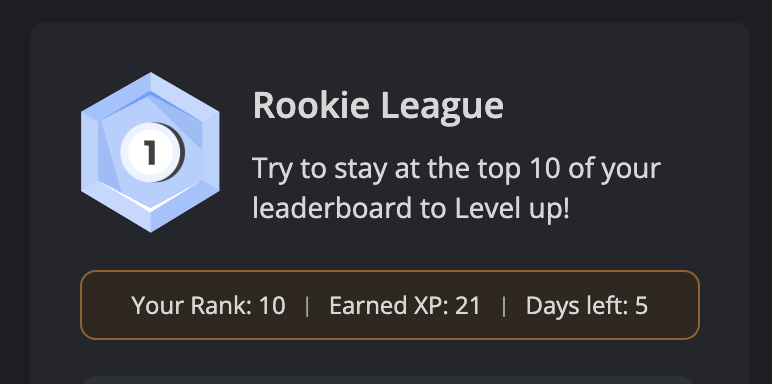 1
Rookie League
Try to stay at the top 10 of your
leaderboard to Level up!
Your Rank: 10 | Earned XP: 21 | Days left: 5